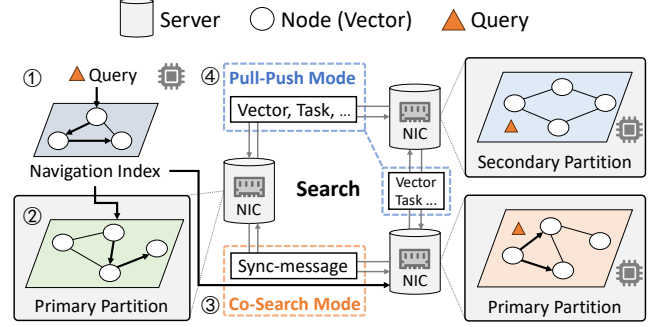 Server Node (Vector) Query
① Query
④ Pull-Push Mode
Vector, Task, ...
NIC
Secondary Partition
Navigation Index
NIC
Search
Vector
Task ...
②
Primary Partition
Sync-message
③ Co-Search Mode
NIC
Primary Partition